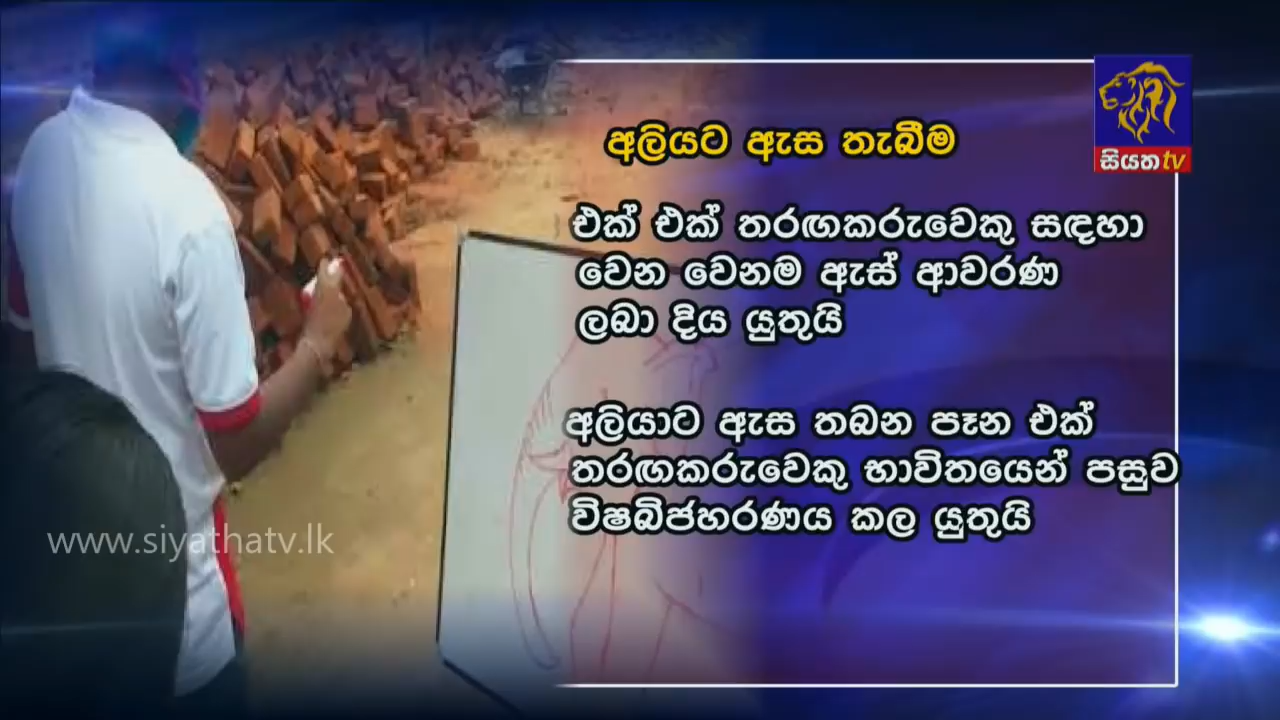 සියත tv
අලියට ඇස තැබීම
එක් එක් තරඟකරුවෙකු සඳහා
වෙන වෙනම ඇස් ආවරණ
ලබා දිය යුතුයි
අලියාට ඇස තබන පෑන එක්
තරඟකරුවෙකු භාවිතයෙන් පසුව
විෂබිජහරණය කල යුතුයි
www.siyathatv.lk